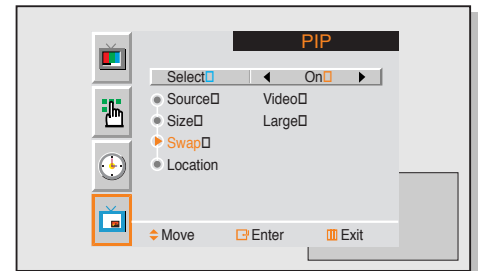 PIP
Select On
Source Video
Size Large
Swap
Location
Move Enter Exit